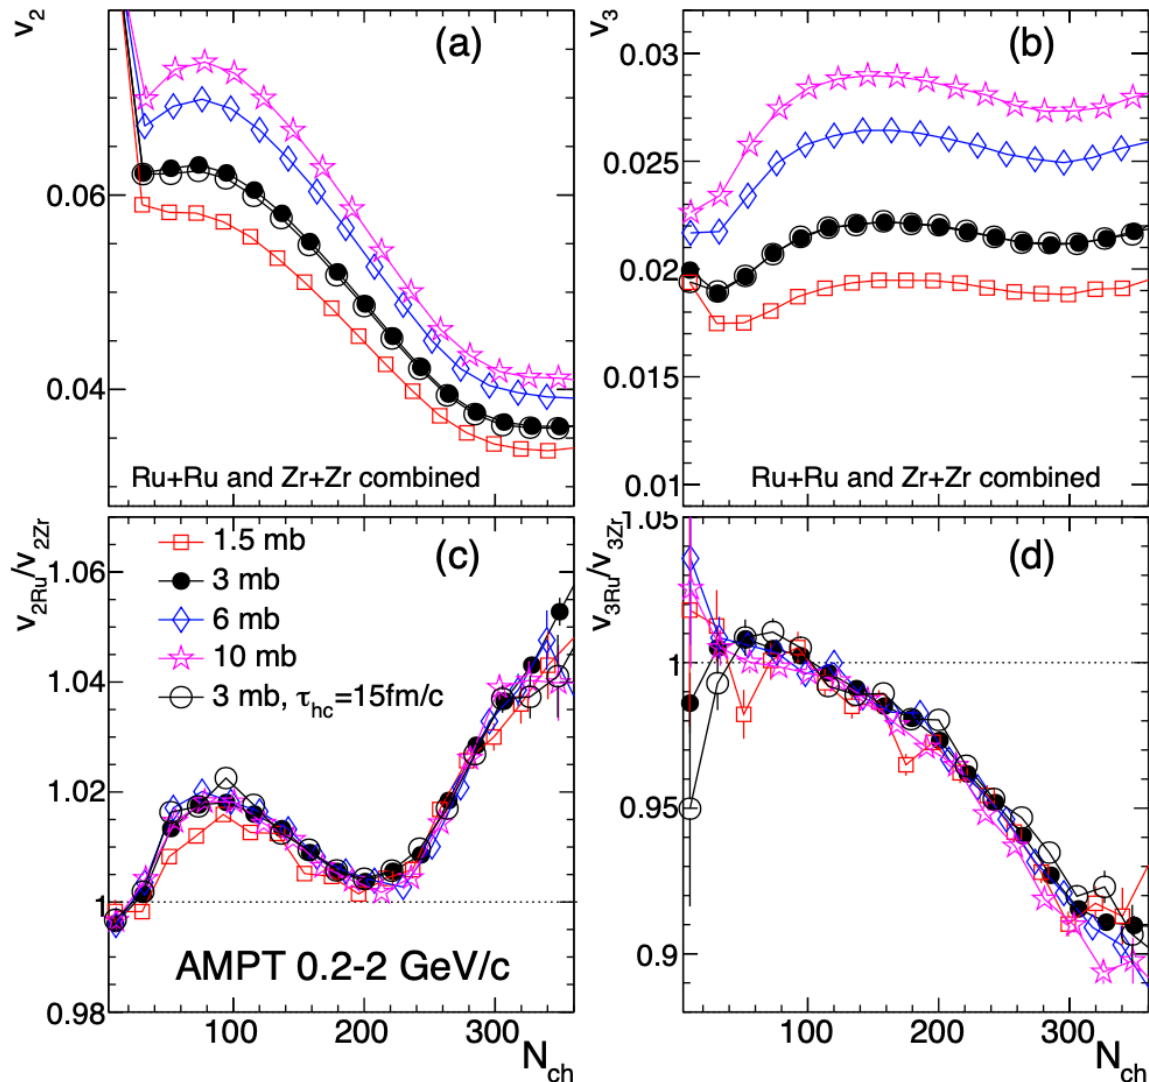 v₂
(a)
0.06
0.04
Ru+Ru and Zr+Zr combined
v₃
(b)
0.03
0.025
0.02
0.015
0.01
Ru+Ru and Zr+Zr combined
v₂Ru/v₂Zr
(c)
1.06
1.04
1.02
1
0.98
1.5 mb
3 mb
6 mb
10 mb
3 mb, τhc=15fm/c
AMPT 0.2-2 GeV/c
100
200
300
Nch
v₃Ru/v₃Zr
(d)
1.05
1
0.95
0.9
100
200
300
Nch